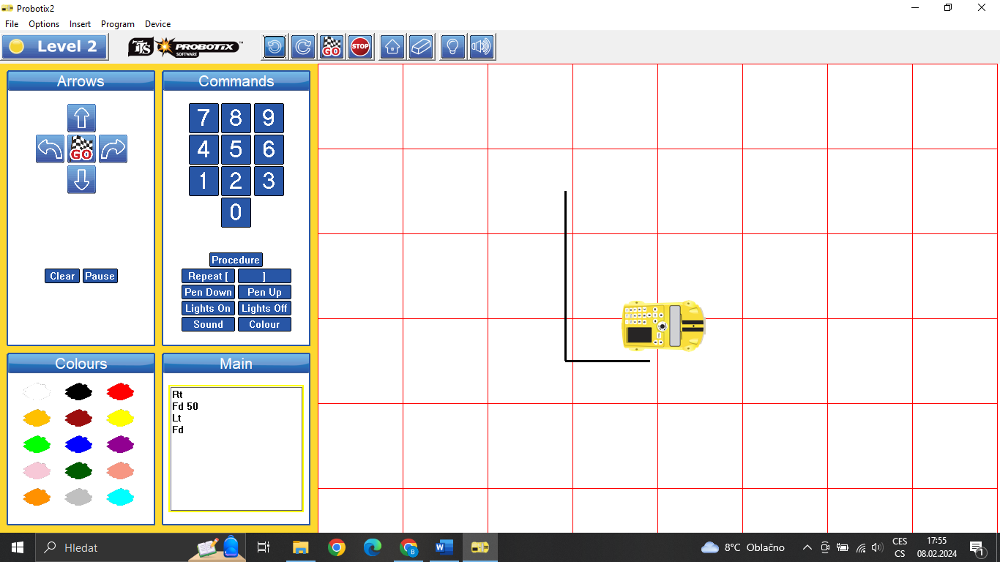 Probotix2
File Options Insert Program Device
Level 2
TTS PROBOTIX™
SOFTWARE
GO
STOP
Arrows
GO
Clear Pause
Commands
7 8 9
4 5 6
1 2 3
0
Procedure
Repeat [ ]
Pen Down Pen Up
Lights On Lights Off
Sound Colour
Colours
Main
Rt
Fd 50
Lt
Fd
Hledat
B
W
8°C Oblačno
CES
CS
17:55
08.02.2024
1